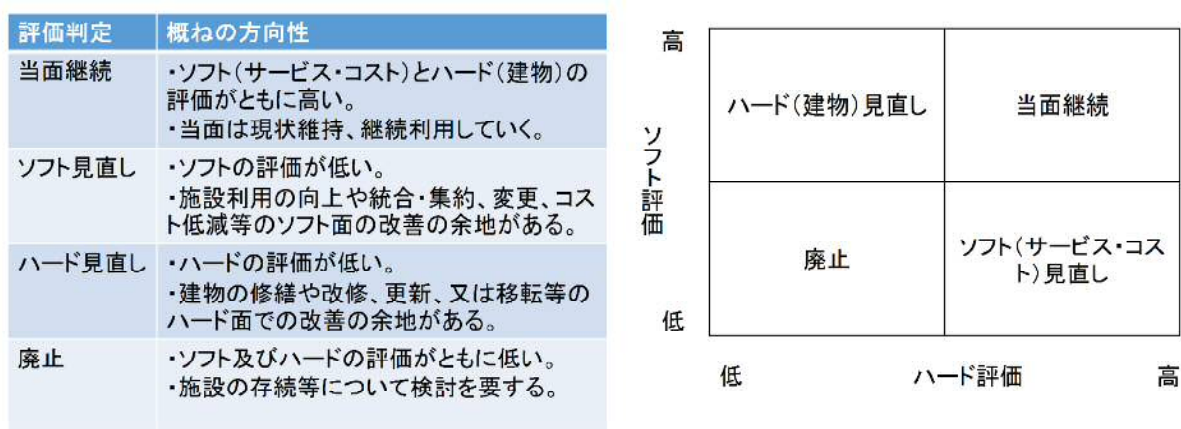 評価判定 概ねの方向性
当面継続 ・ソフト(サービス・コスト)とハード(建物)の
評価がともに高い。
・当面は現状維持、継続利用していく。
ソフト見直し ・ソフトの評価が低い。
・施設利用の向上や統合・集約、変更、コス
ト低減等のソフト面の改善の余地がある。
ハード見直し ・ハードの評価が低い。
・建物の修繕や改修、更新、又は移転等の
ハード面での改善の余地がある。
廃止 ・ソフト及びハードの評価がともに低い。
・施設の存続等について検討を要する。
高
ハード(建物)見直し 当面継続
ソフト評価
廃止 ソフト(サービス・コス
ト)見直し
低
低 ハード評価 高